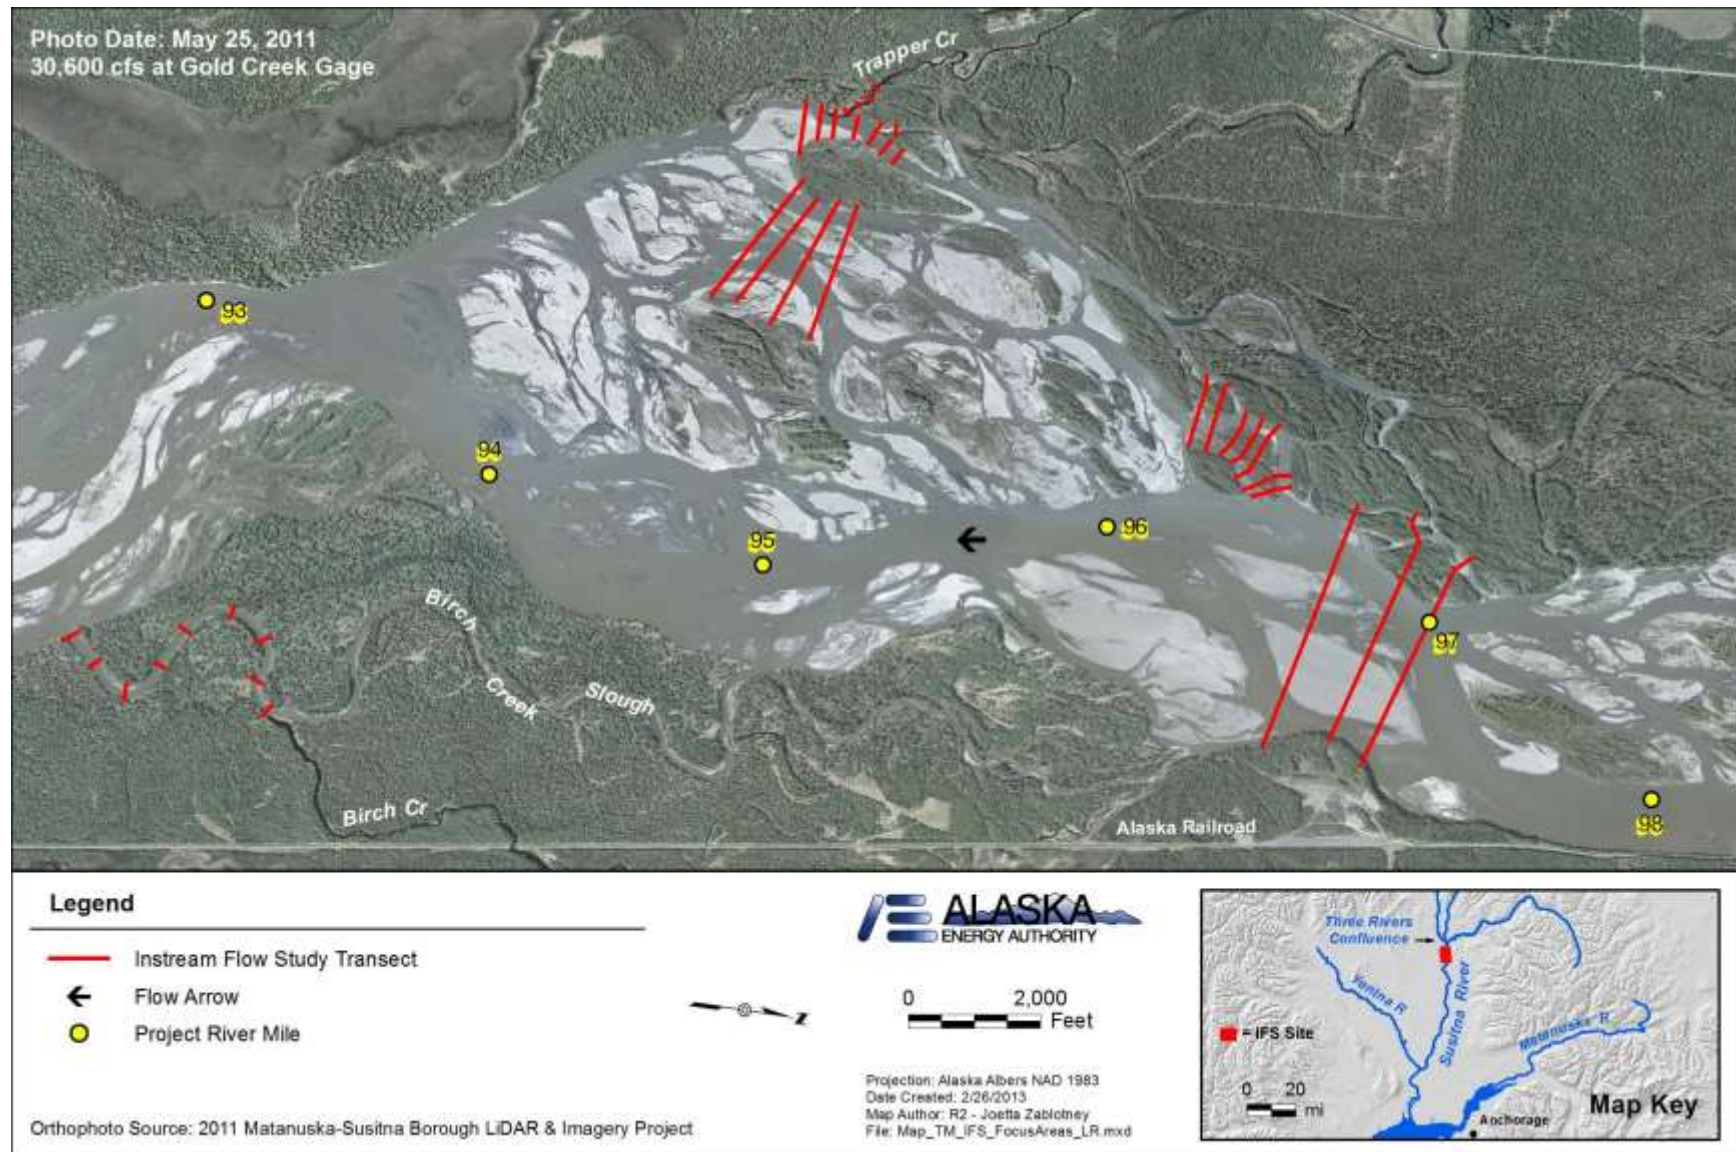 Photo Date: May 25, 2011
30,600 cfs at Gold Creek Gage
Trapper Cr
93
94
95
96
97
98
Birch
Creek
Slough
Birch Cr
Alaska Railroad
Legend
Instream Flow Study Transect
Flow Arrow
Project River Mile
Orthophoto Source: 2011 Matanuska-Susitna Borough LiDAR & Imagery Project
ALASKA
ENERGY AUTHORITY
N
0 2,000
Feet
Projection: Alaska Albers NAD 1983
Date Created: 2/26/2013
Map Author: R2 - Joetta Zablotney
File: Map_TM_IFS_FocusAreas_LR.mxd
Three Rivers
Confluence
Yentna R
Susitna River
Matanuska R
= IFS Site
0 20
mi
Anchorage
Map Key